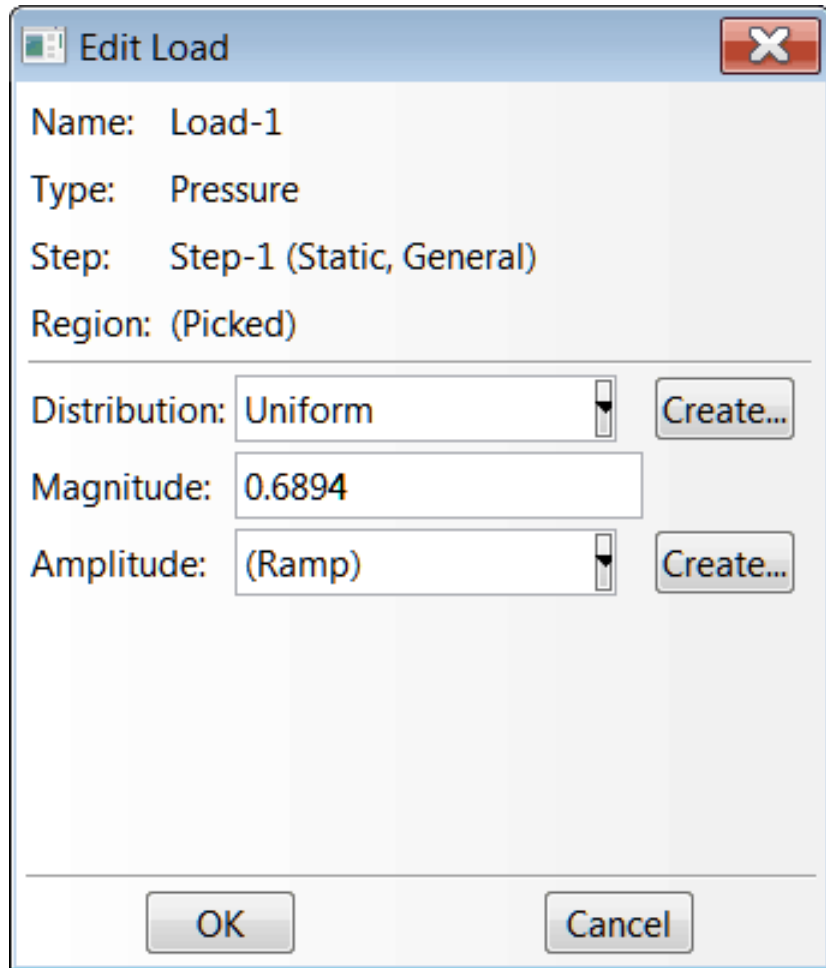 Edit Load
Name: Load-1
Type: Pressure
Step: Step-1 (Static, General)
Region: (Picked)
Distribution: Uniform Create...
Magnitude: 0.6894
Amplitude: (Ramp) Create...
OK Cancel